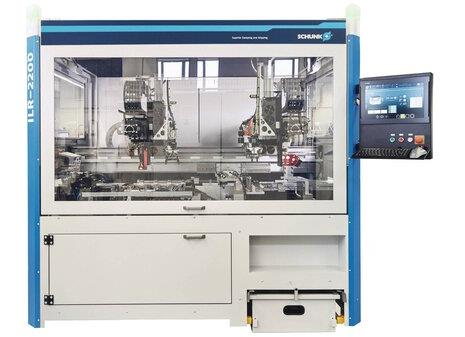 SCHUNK
Superior Clamping and Gripping
ILR-2200